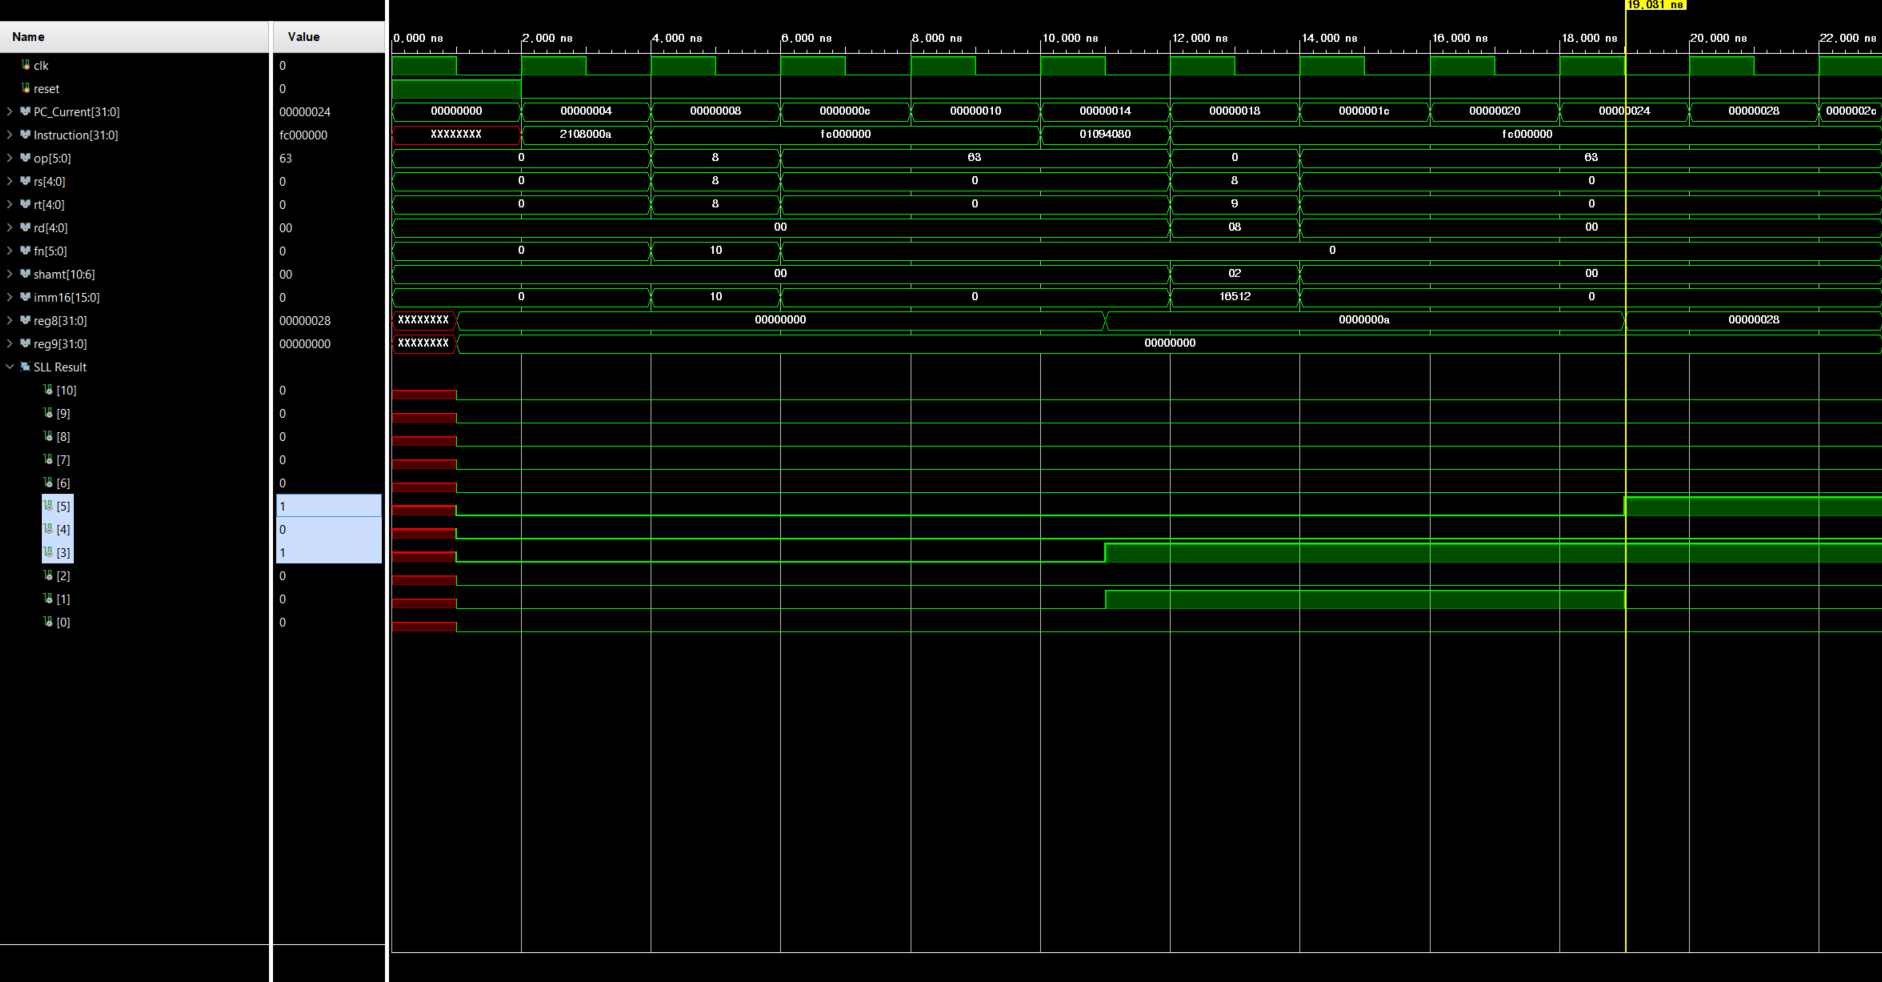 19,031 ns
Name Value
0,000 ns 2,000 ns 4,000 ns 6,000 ns 8,000 ns 10,000 ns 12,000 ns 14,000 ns 16,000 ns 18,000 ns 20,000 ns 22,000 ns
clk 0
reset 0
PC_Current[31:0] 00000024 00000000 00000004 00000008 0000000c 00000010 00000014 00000018 0000001c 00000020 00000024 00000028 0000002c
Instruction[31:0] fc000000 XXXXXXXX 2108000a fc000000 01094080 fc000000
op[5:0] 63 0 8 63 0 63
rs[4:0] 0 0 8 0 8 0
rt[4:0] 0 0 8 0 9 0
rd[4:0] 00 00 08 00
fn[5:0] 0 0 10 0
shamt[10:6] 00 00 02 00
imm16[15:0] 0 0 10 0 16512 0
reg8[31:0] 00000028 XXXXXXXX 00000000 0000000a 00000028
reg9[31:0] 00000000 XXXXXXXX 00000000
SLL Result
[10] 0
[9] 0
[8] 0
[7] 0
[6] 0
[5] 1
[4] 0
[3] 1
[2] 0
[1] 0
[0] 0